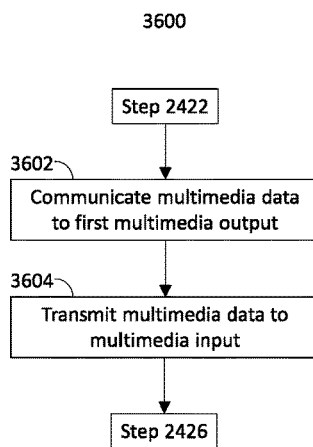 3600
Step 2422
3602
Communicate multimedia data
to first multimedia output
3604
Transmit multimedia data to
multimedia input
Step 2426